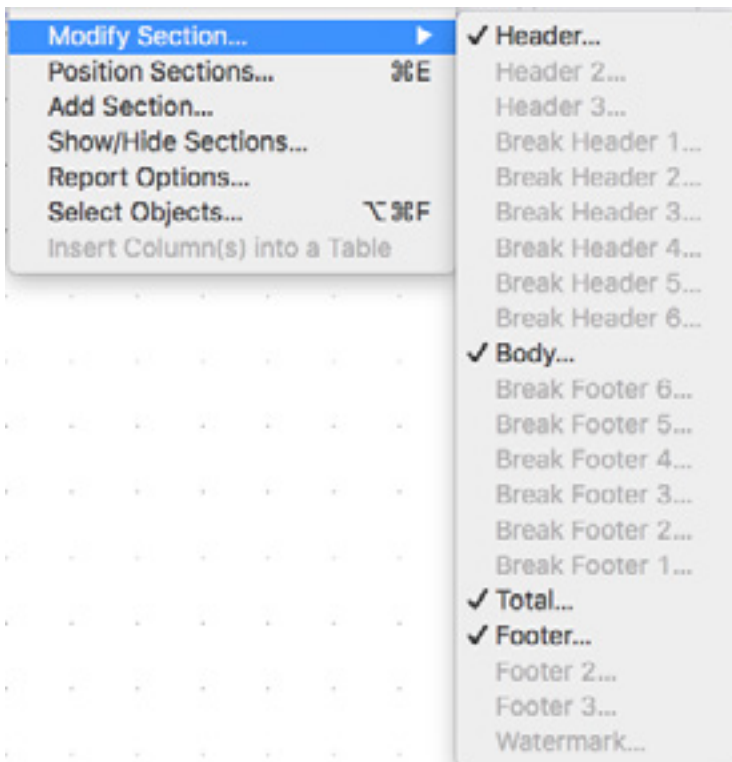 Modify Section... ▶
Position Sections... ⌘E
Add Section...
Show/Hide Sections...
Report Options...
Select Objects... ⌥⌘F
Insert Column(s) into a Table
✓ Header...
Header 2...
Header 3...
Break Header 1...
Break Header 2...
Break Header 3...
Break Header 4...
Break Header 5...
Break Header 6...
✓ Body...
Break Footer 6...
Break Footer 5...
Break Footer 4...
Break Footer 3...
Break Footer 2...
Break Footer 1...
✓ Total...
✓ Footer...
Footer 2...
Footer 3...
Watermark...